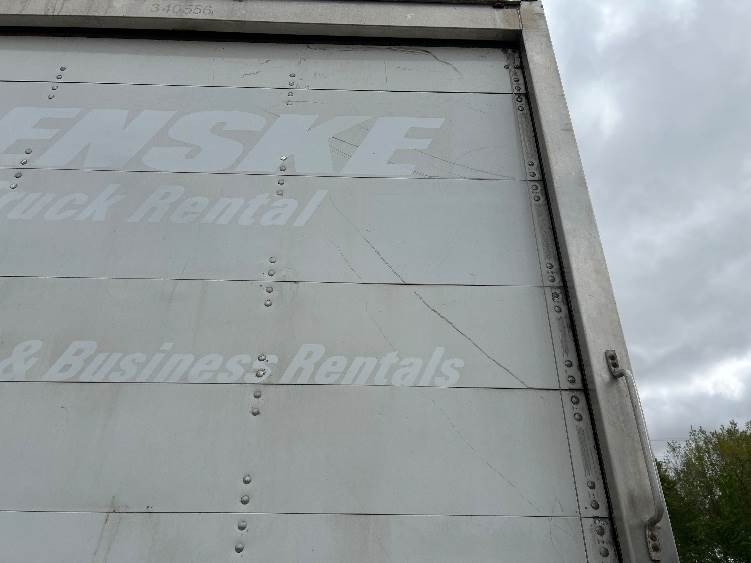 340556
ENSKE
ruck Rental
& Business Rentals